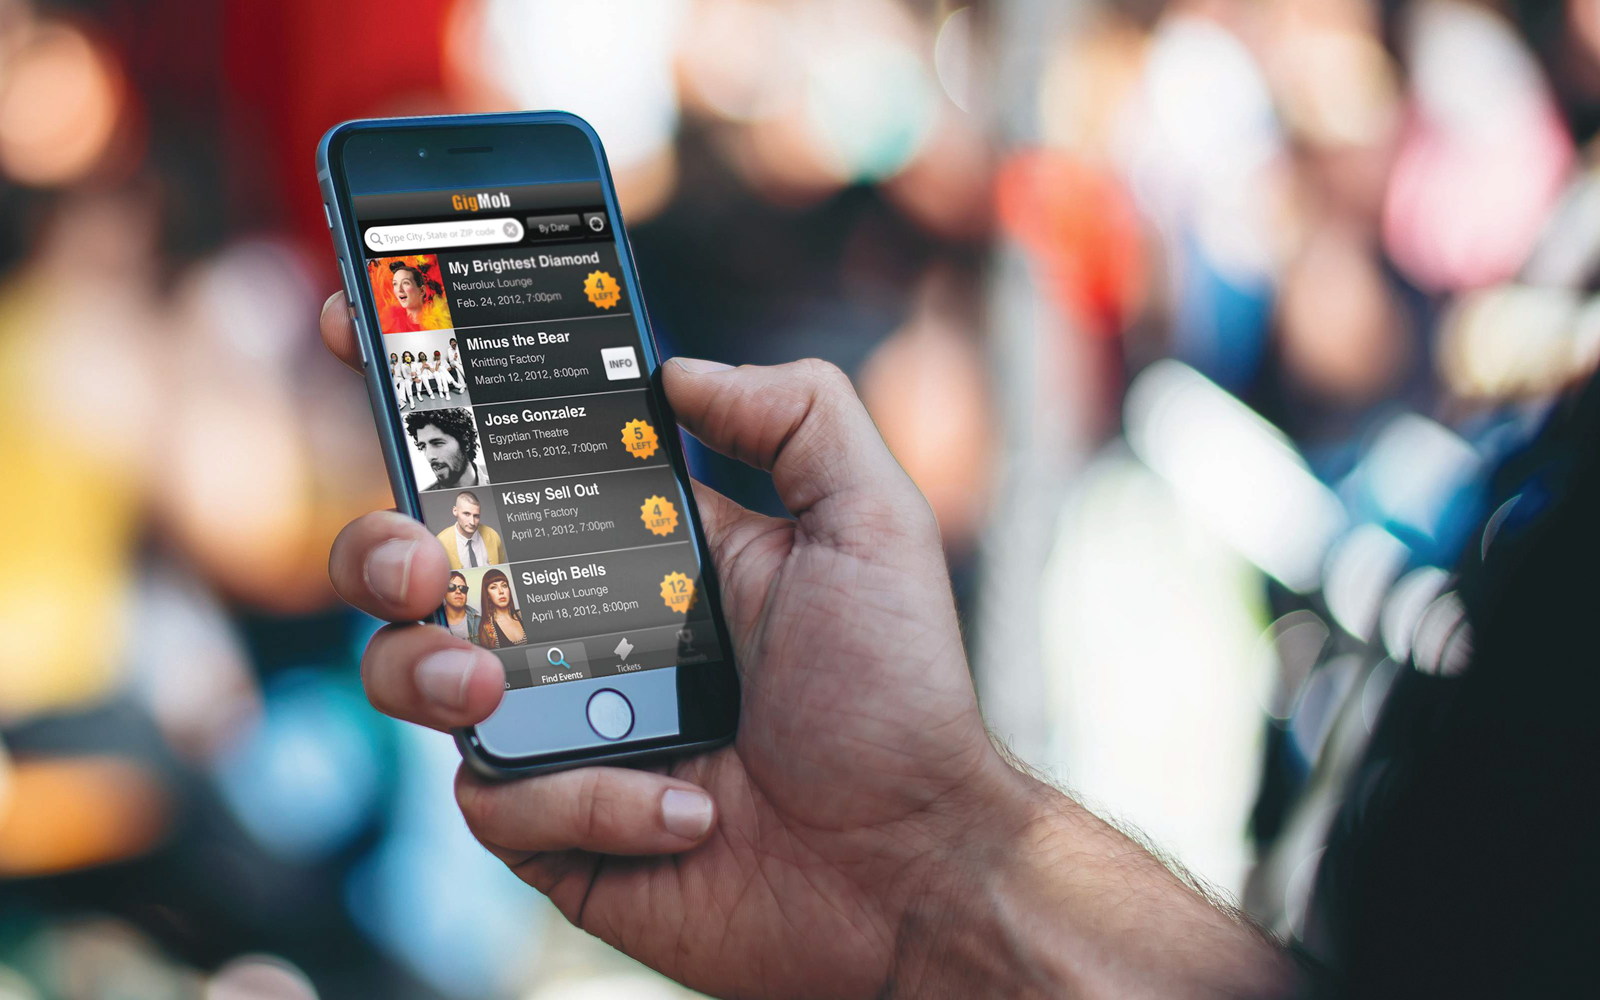 GigMob
Type City, State or ZIP code
By Date
My Brightest Diamond
Neurolux Lounge
Feb. 24, 2012, 7:00pm
4
LEFT
Minus the Bear
Knitting Factory
March 12, 2012, 8:00pm
INFO
Jose Gonzalez
Egyptian Theatre
March 15, 2012, 7:00pm
5
LEFT
Kissy Sell Out
Knitting Factory
April 21, 2012, 7:00pm
4
LEFT
Sleigh Bells
Neurolux Lounge
April 18, 2012, 8:00pm
12
LEFT
Find Events
Tickets